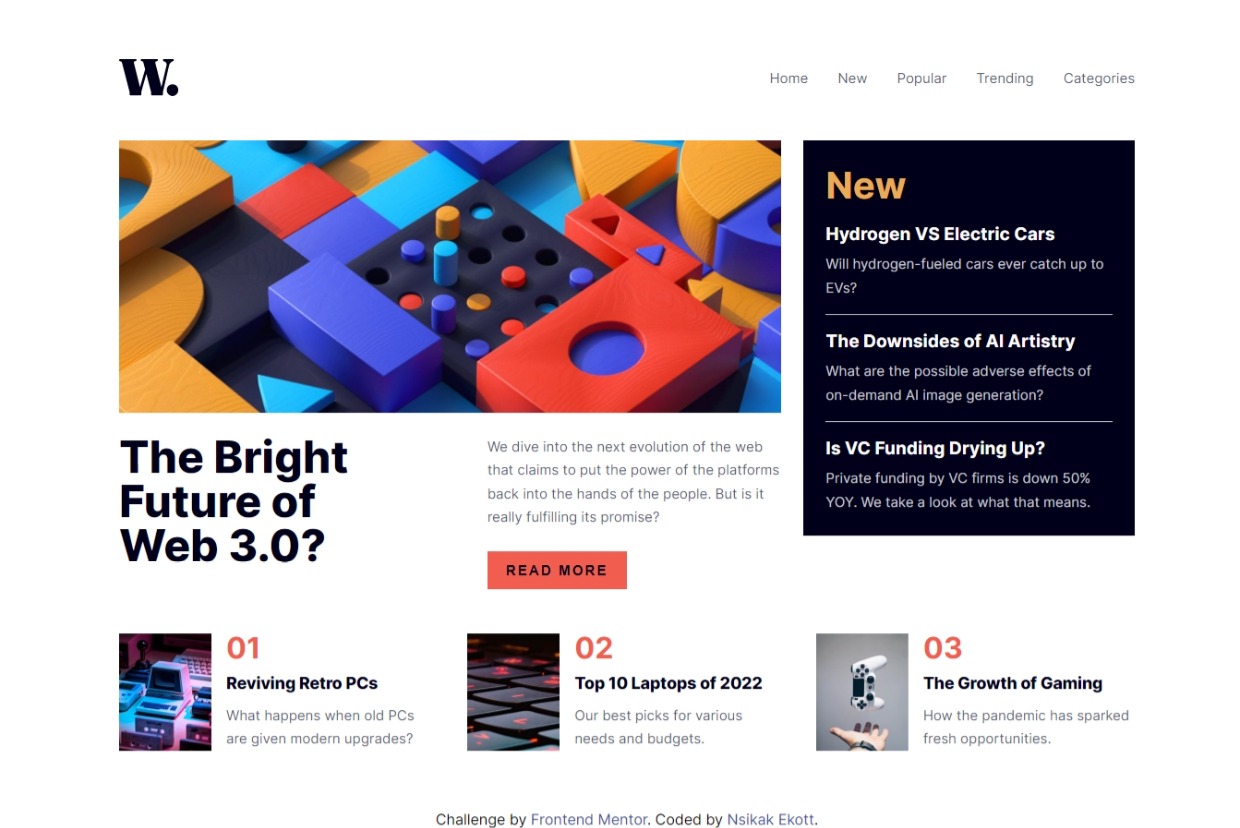 W.
Home New Popular Trending Categories
The Bright
Future of
Web 3.0?
We dive into the next evolution of the web
that claims to put the power of the platforms
back into the hands of the people. But is it
really fulfilling its promise?
READ MORE
New
Hydrogen VS Electric Cars
Will hydrogen-fueled cars ever catch up to
EVs?
The Downsides of AI Artistry
What are the possible adverse effects of
on-demand AI image generation?
Is VC Funding Drying Up?
Private funding by VC firms is down 50%
YOY. We take a look at what that means.
01
Reviving Retro PCs
What happens when old PCs
are given modern upgrades?
02
Top 10 Laptops of 2022
Our best picks for various
needs and budgets.
03
The Growth of Gaming
How the pandemic has sparked
fresh opportunities.
Challenge by Frontend Mentor. Coded by Nsikak Ekott.